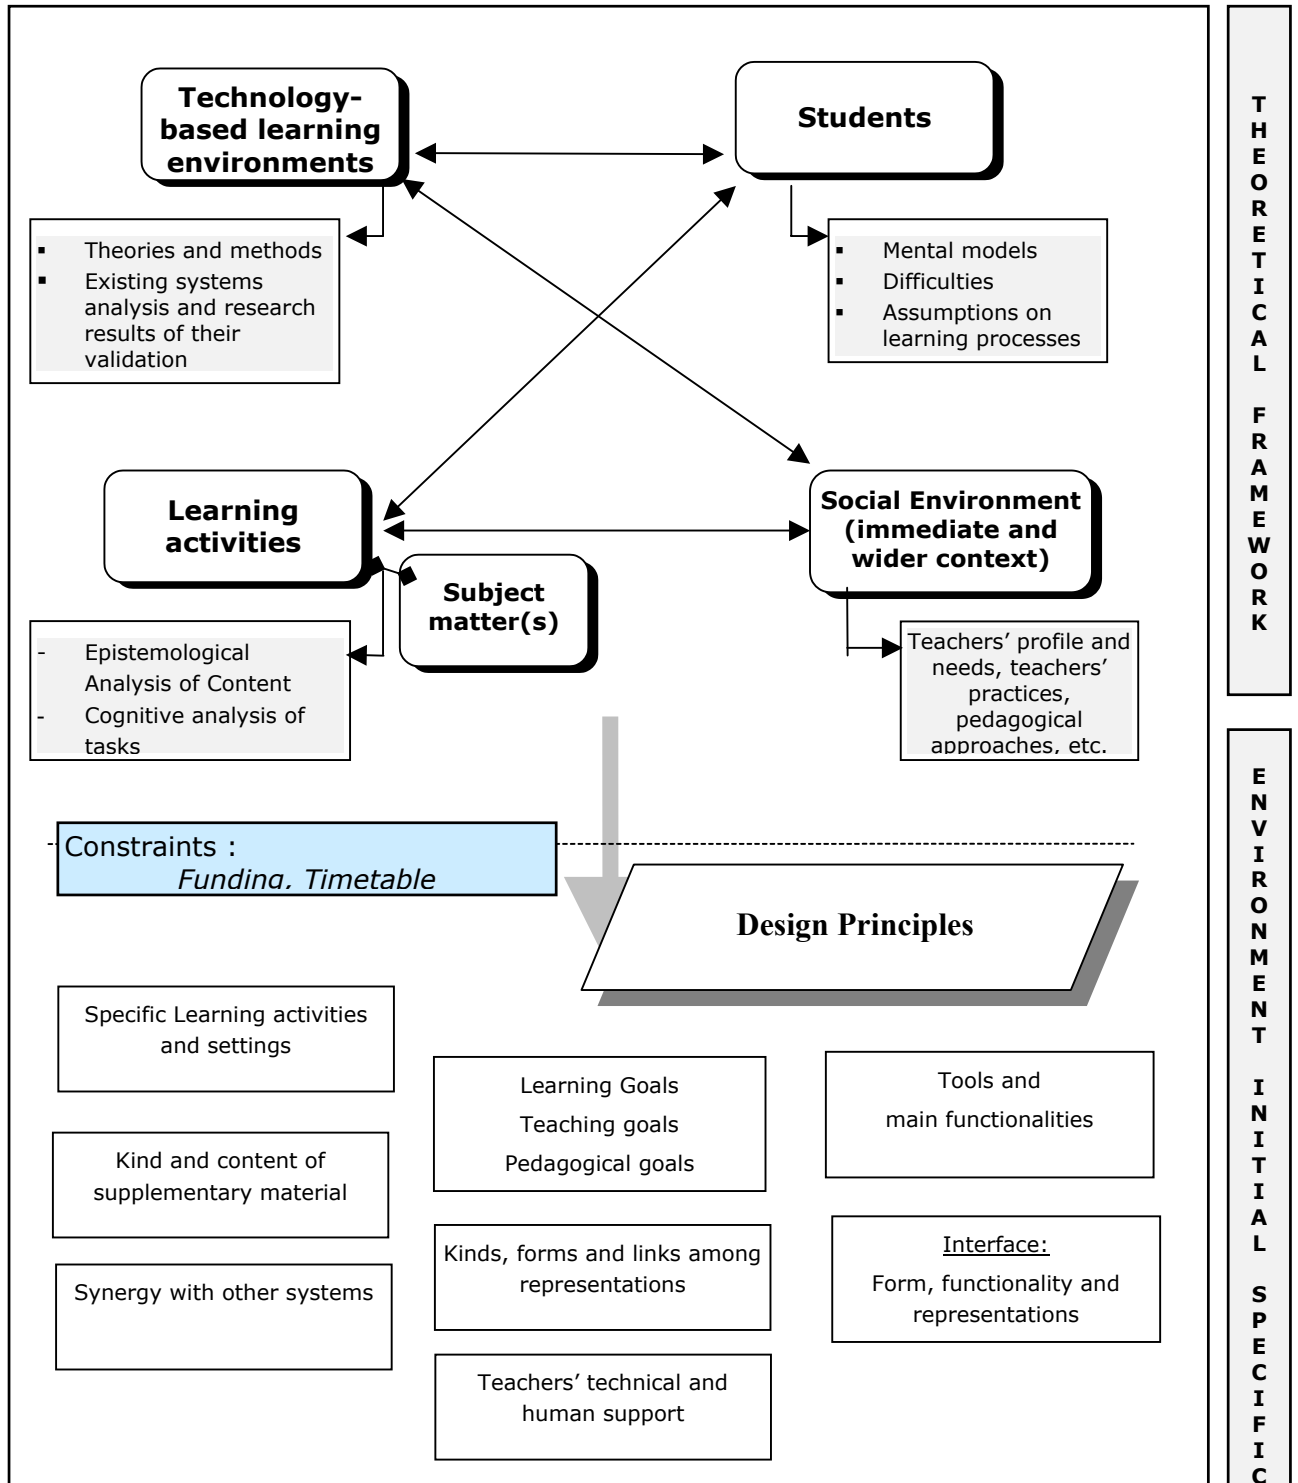 Technology-
based learning
environments
Students
▪ Theories and methods
▪ Existing systems
analysis and research
results of their
validation
▪ Mental models
▪ Difficulties
▪ Assumptions on
learning processes
Learning
activities
Subject
matter(s)
Social Environment
(immediate and
wider context)
- Epistemological
Analysis of Content
- Cognitive analysis of
tasks
Teachers’ profile and
needs, teachers’
practices,
pedagogical
approaches, etc.
Constraints :
Funding, Timetable
Design Principles
Specific Learning activities
and settings
Kind and content of
supplementary material
Synergy with other systems
Learning Goals
Teaching goals
Pedagogical goals
Kinds, forms and links among
representations
Teachers’ technical and
human support
Tools and
main functionalities
Interface:
Form, functionality and
representations
THEORETICAL FRAMEWORK
ENVIRONMENT INITIAL SPECIFIC